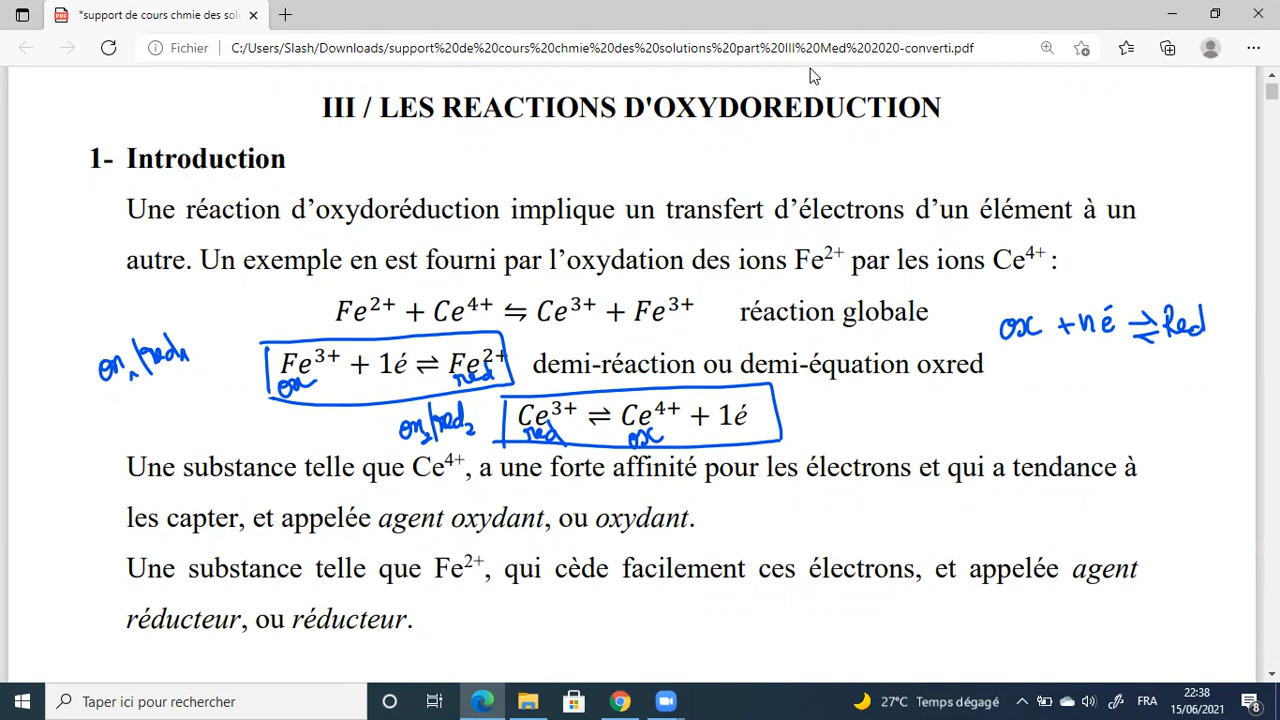 *support de cours chmie des sol
Fichier C:/Users/Slash/Downloads/support%20de%20cours%20chmie%20des%20solutions%20part%20III%20Med%202020-converti.pdf
III / LES REACTIONS D'OXYDOREDUCTION
1- Introduction
Une réaction d’oxydoréduction implique un transfert d’électrons d’un élément à un
autre. Un exemple en est fourni par l’oxydation des ions Fe²⁺ par les ions Ce⁴⁺ :
Fe²⁺ + Ce⁴⁺ ⇋ Ce³⁺ + Fe³⁺ réaction globale
ox + n é ⇌ Red
ox₁/red₁
Fe³⁺ + 1é ⇌ Fe²⁺ demi-réaction ou demi-équation oxred
ox red
ox₂/red₂ Ce³⁺ ⇌ Ce⁴⁺ + 1é
red ox
Une substance telle que Ce⁴⁺, a une forte affinité pour les électrons et qui a tendance à
les capter, et appelée agent oxydant, ou oxydant.
Une substance telle que Fe²⁺, qui cède facilement ces électrons, et appelée agent
réducteur, ou réducteur.
Taper ici pour rechercher
27°C Temps dégagé
FRA
22:38
15/06/2021
8